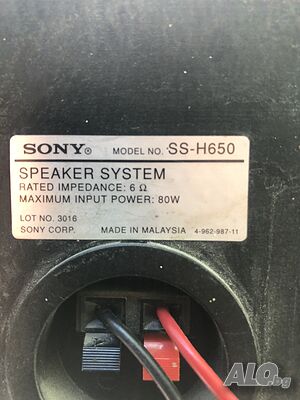 SONY® MODEL NO. SS-H650
SPEAKER SYSTEM
RATED IMPEDANCE: 6 Ω
MAXIMUM INPUT POWER: 80W
LOT NO. 3016
SONY CORP. MADE IN MALAYSIA 4-962-987-11
ALO.bg